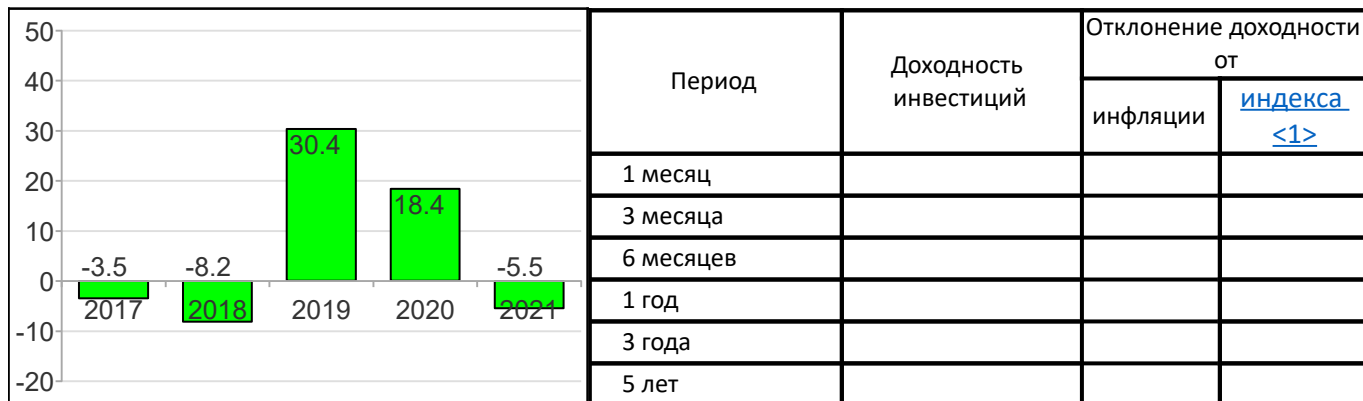 50
40
30
20
10
0
-10
-20
30.4
18.4
-3.5 -8.2 -5.5
2017 2018 2019 2020 2021
Период
Доходность
инвестиций
Отклонение доходности
от
инфляции
индекса
<1>
1 месяц
3 месяца
6 месяцев
1 год
3 года
5 лет